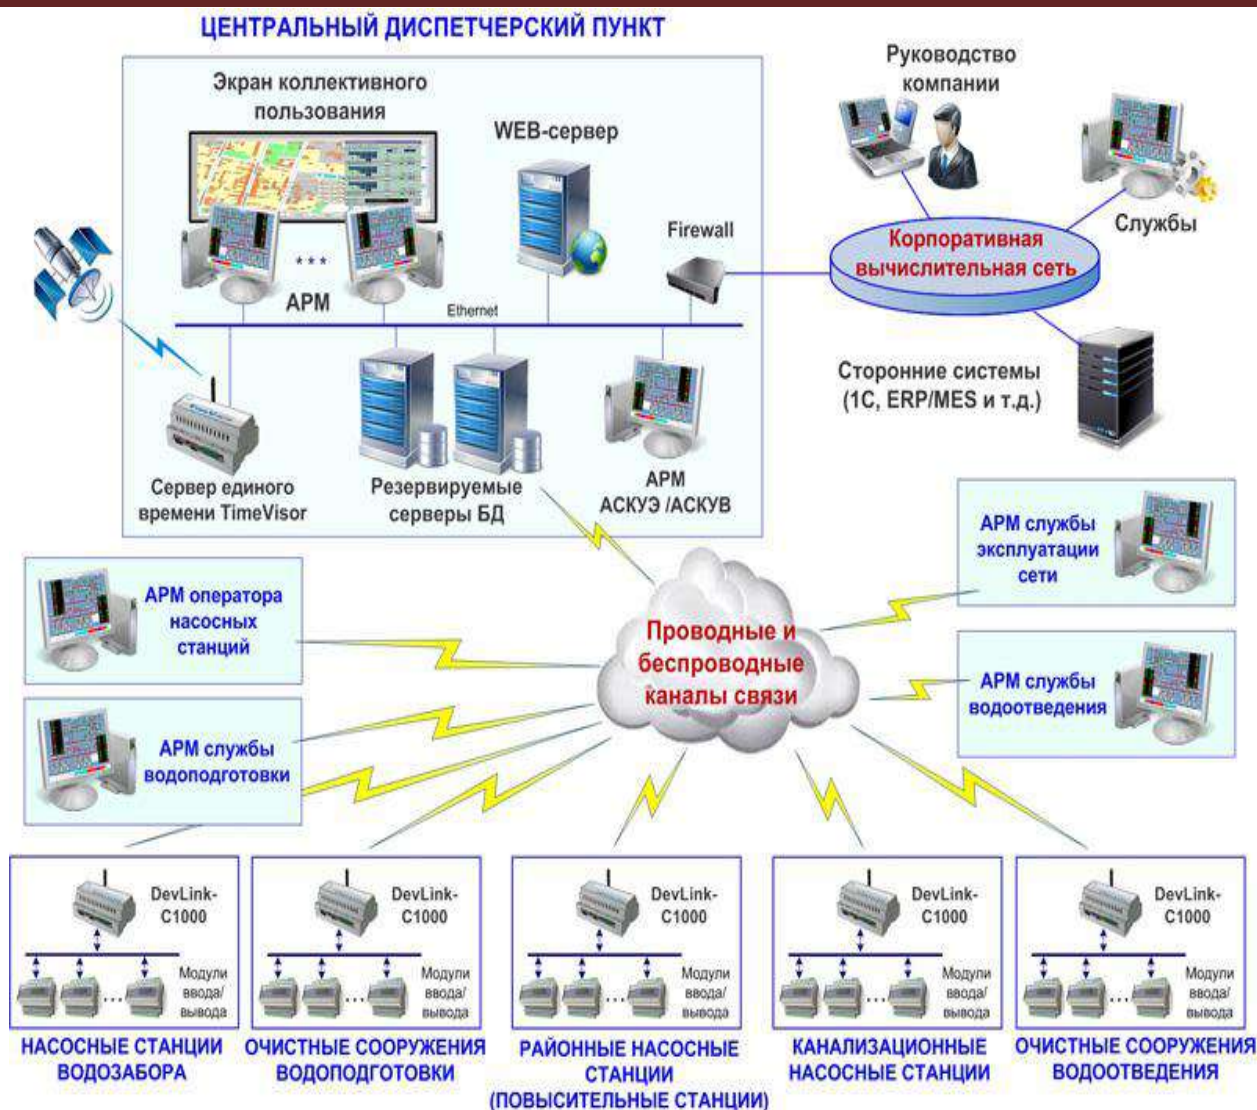 ЦЕНТРАЛЬНЫЙ ДИСПЕТЧЕРСКИЙ ПУНКТ
Экран коллективного
пользования
WEB-сервер
Firewall
***
АРМ
Ethernet
TimeVisor
Сервер единого
времени TimeVisor
Резервируемые
серверы БД
АРМ
АСКУЭ /АСКУВ
Руководство
компании
Службы
Корпоративная
вычислительная сеть
Сторонние системы
(1С, ERP/MES и т.д.)
АРМ оператора
насосных
станций
АРМ службы
водоподготовки
Проводные и
беспроводные
каналы связи
АРМ службы
эксплуатации
сети
АРМ службы
водоотведения
DevLink-
C1000
...
Модули
ввода/
вывода
НАСОСНЫЕ СТАНЦИИ
ВОДОЗАБОРА
DevLink-
C1000
...
Модули
ввода/
вывода
ОЧИСТНЫЕ СООРУЖЕНИЯ
ВОДОПОДГОТОВКИ
DevLink-
C1000
...
Модули
ввода/
вывода
РАЙОННЫЕ НАСОСНЫЕ
СТАНЦИИ
(ПОВЫСИТЕЛЬНЫЕ СТАНЦИИ)
DevLink-
C1000
...
Модули
ввода/
вывода
КАНАЛИЗАЦИОННЫЕ
НАСОСНЫЕ СТАНЦИИ
DevLink-
C1000
...
Модули
ввода/
вывода
ОЧИСТНЫЕ СООРУЖЕНИЯ
ВОДООТВЕДЕНИЯ